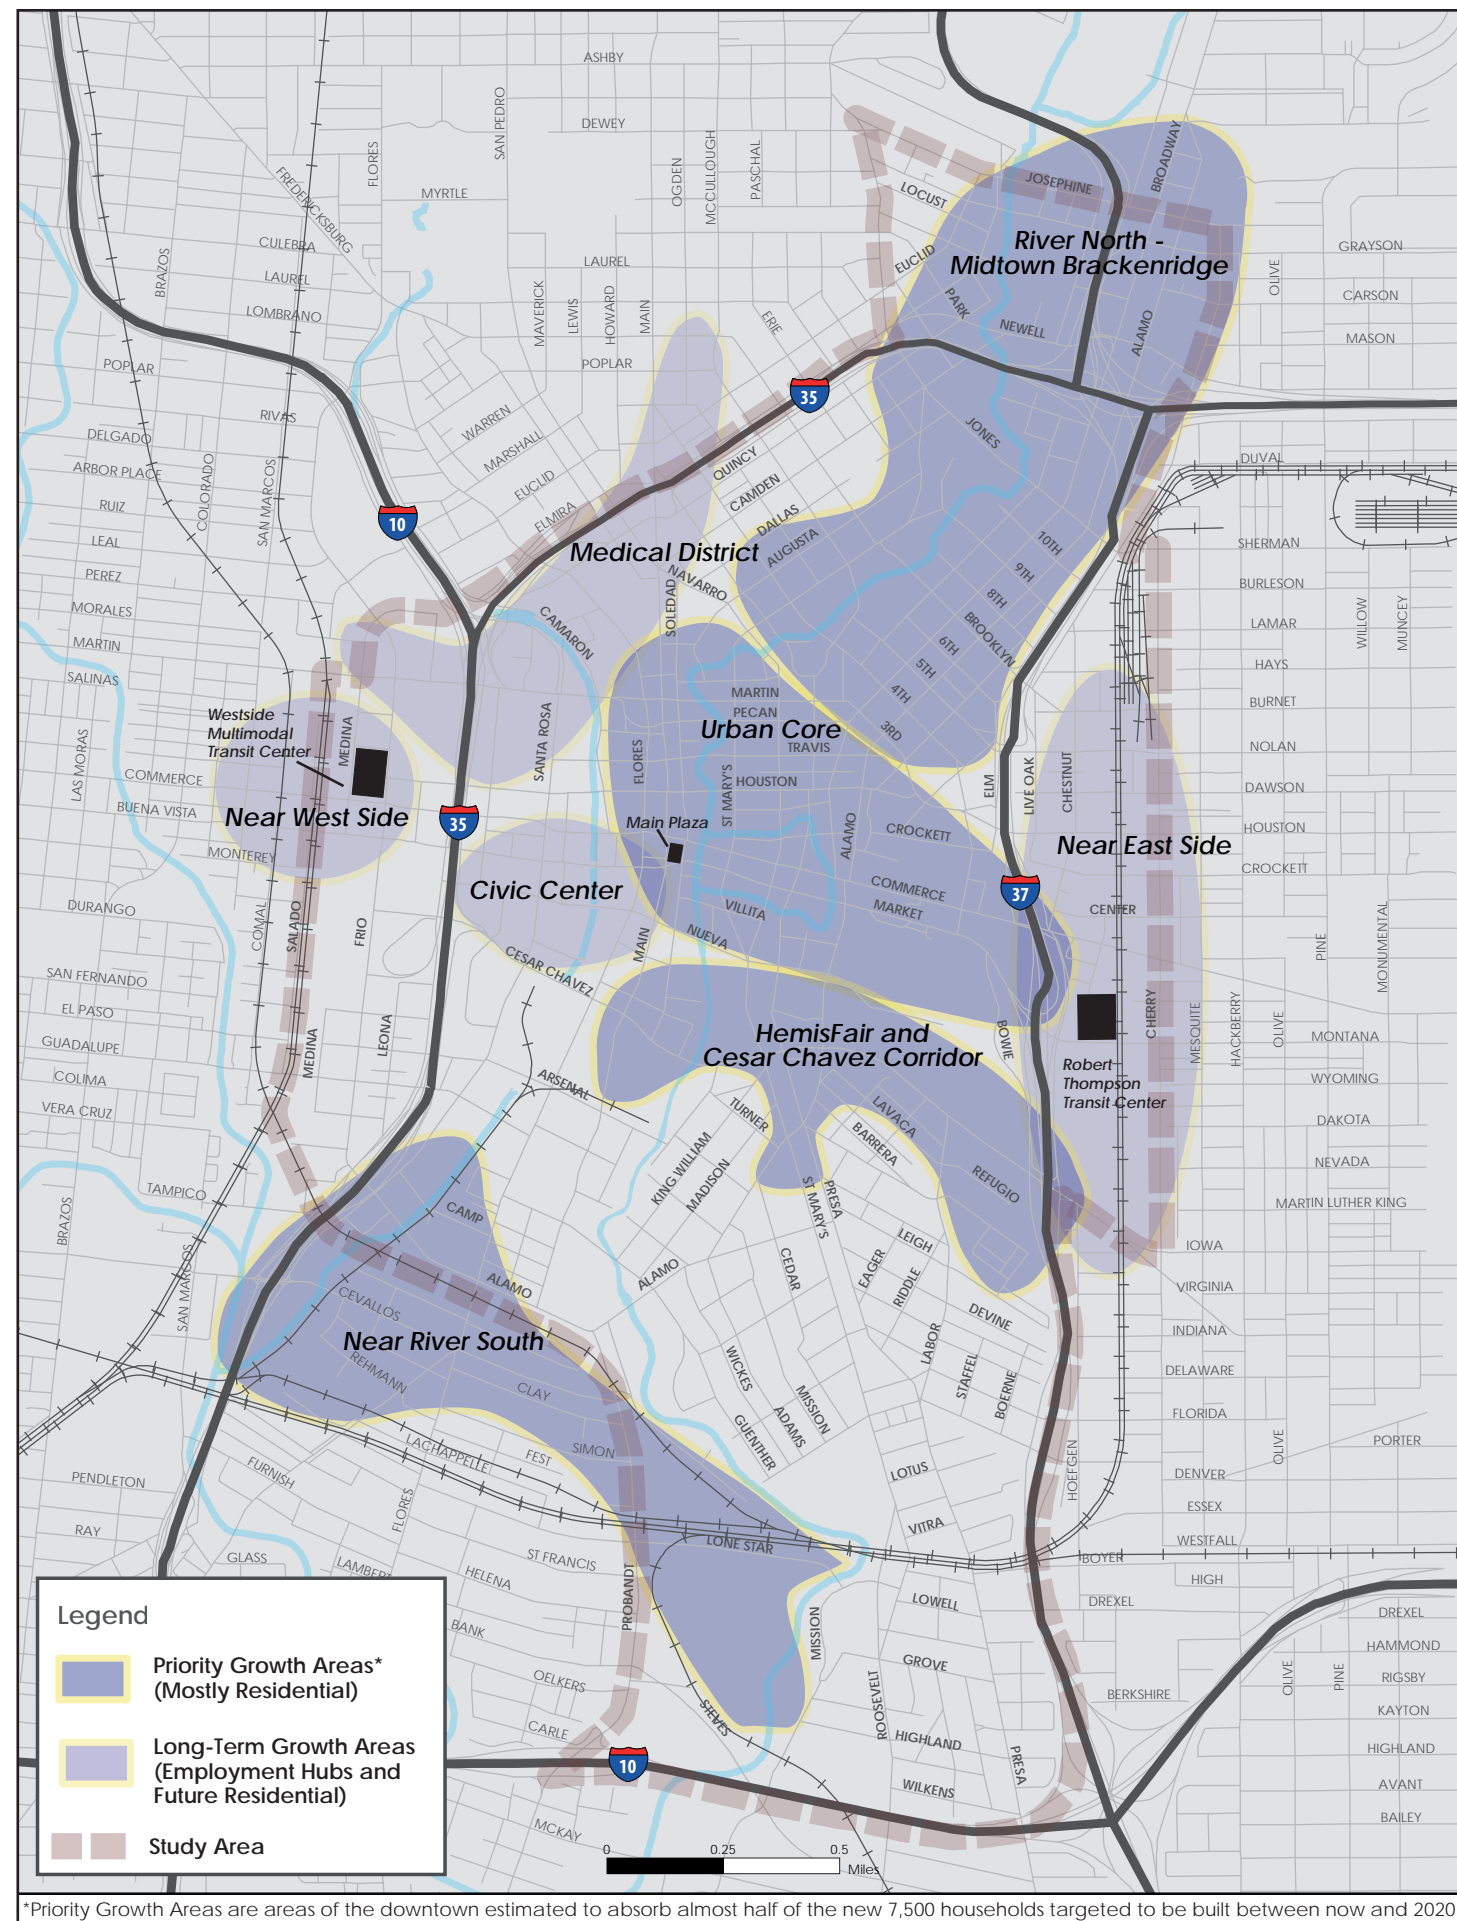 ASHBY
DEWEY
SAN PEDRO
FLORES
MYRTLE
OGDEN
MCCULLOUGH
PASCHAL
FREDERICKSBURG
LOCUST
JOSEPHINE
BROADWAY
CULEBRA
LAUREL
LOMBRANO
BRAZOS
LAUREL
EUCLID
River North -
Midtown Brackenridge
OLIVE
GRAYSON
CARSON
MASON
MAVERICK
LEWIS
HOWARD
MAIN
ERIE
PARK
NEWELL
ALAMO
POPLAR
POPLAR
35
RIVAS
DELGADO
ARBOR PLACE
RUIZ
LEAL
PEREZ
MORALES
MARTIN
SALINAS
COLORADO
SAN MARCOS
10
WARREN
MARSHALL
EUCLID
ELMIRA
QUINCY
CAMDEN
DALLAS
AUGUSTA
JONES
DUVAL
Medical District
NAVARRO
SOLEDAD
CAMARON
10TH
9TH
8TH
BROOKLYN
6TH
5TH
4TH
3RD
SHERMAN
BURLESON
LAMAR
HAYS
BURNET
NOLAN
DAWSON
HOUSTON
CROCKETT
WILLOW
MUNCEY
Westside
Multimodal
Transit Center
MEDINA
LAS MORAS
COMMERCE
BUENA VISTA
MONTEREY
Near West Side
35
SANTA ROSA
FLORES
MARTIN
PECAN
Urban Core
TRAVIS
HOUSTON
ST MARY'S
Main Plaza
ALAMO
CROCKETT
COMMERCE
MARKET
VILLITA
NUEVA
ELM
LIVE OAK
CHESTNUT
Near East Side
37
CENTER
Civic Center
CESAR CHAVEZ
MAIN
DURANGO
COMAL
SALADO
FRIO
SAN FERNANDO
EL PASO
GUADALUPE
COLIMA
VERA CRUZ
MEDINA
LEONA
PINE
MONUMENTAL
HemisFair and
Cesar Chavez Corridor
BOWIE
CHERRY
MESQUITE
HACKBERRY
OLIVE
MONTANA
WYOMING
DAKOTA
NEVADA
MARTIN LUTHER KING
Robert
Thompson
Transit Center
ARSENAL
TURNER
KING WILLIAM
MADISON
LAVACA
BARRERA
REFUGIO
ST MARY'S
PRESA
TAMPICO
BRAZOS
SAN MARCOS
CAMP
ALAMO
ALAMO
CEDAR
EAGER
LEIGH
RIDDLE
IOWA
VIRGINIA
INDIANA
DELAWARE
FLORIDA
CEVALLOS
Near River South
REHMANN
CLAY
DEVINE
LABOR
STAFFEL
BOERNE
WICKES
MISSION
ADAMS
GUENTHER
LACHAPPELLE
FEST
SIMON
FURNISH
PENDLETON
RAY
GLASS
FLORES
LOTUS
VITRA
HOEFGEN
OLIVE
PORTER
DENVER
ESSEX
WESTFALL
BOYER
HIGH
LAMBERT
ST FRANCIS
HELENA
LONE STAR
PROBANDT
BANK
OELKERS
CARLE
MCKAY
MISSION
LOWELL
GROVE
ROOSEVELT
HIGHLAND
WILKENS
PRESA
STEVES
DREXEL
BERKSHIRE
OLIVE
PINE
DREXEL
HAMMOND
RIGSBY
KAYTON
HIGHLAND
AVANT
BAILEY
10
Legend
Priority Growth Areas*
(Mostly Residential)
Long-Term Growth Areas
(Employment Hubs and
Future Residential)
Study Area
0 0.25 0.5
Miles
*Priority Growth Areas are areas of the downtown estimated to absorb almost half of the new 7,500 households targeted to be built between now and 2020